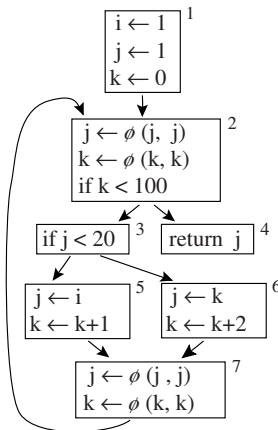 1
i ← 1
j ← 1
k ← 0
2
j ← ø (j, j)
k ← ø (k, k)
if k < 100
3
if j < 20
4
return j
5
j ← i
k ← k+1
6
j ← k
k ← k+2
7
j ← ø (j , j)
k ← ø (k, k)